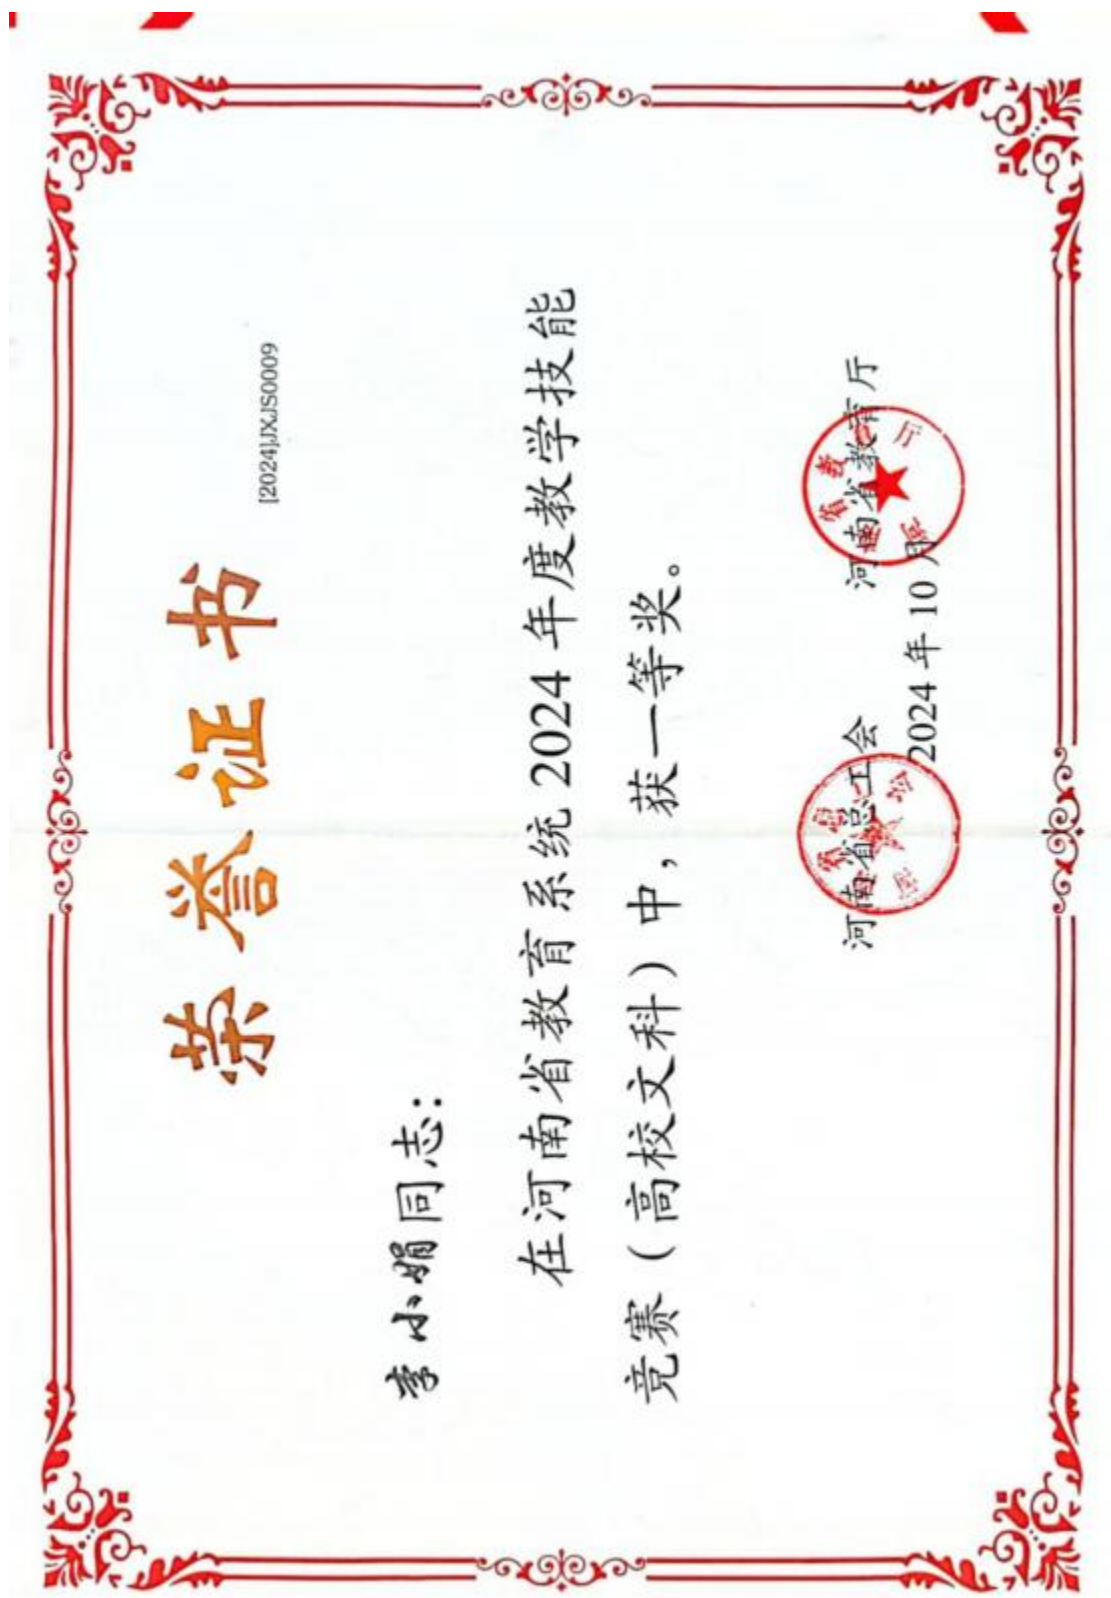 荣誉证书
[2024]JXJS0009
李小娟同志：
在河南省教育系统2024年度教学技能
竞赛（高校文科）中，获一等奖。
河南省总工会 河南省教育厅
2024年10月